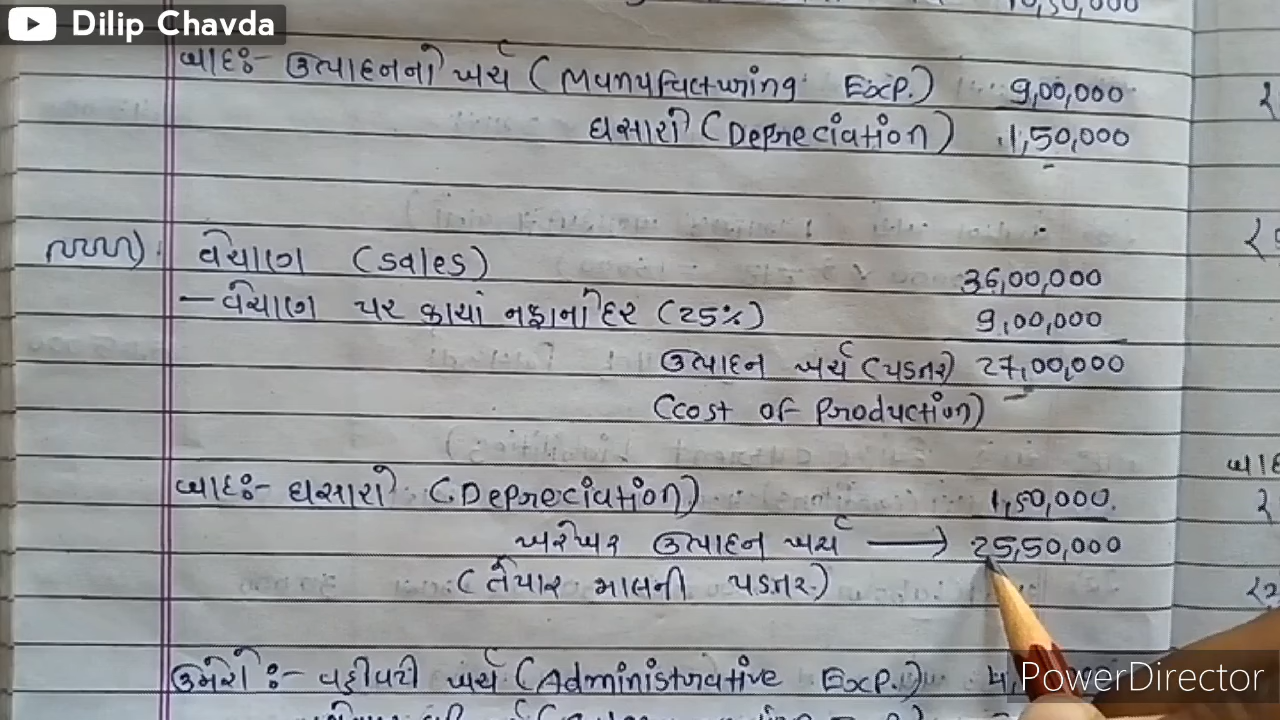 Dilip Chavda
10,50,000
બાદઃ- ઉત્પાદનનો ખર્ચ (Manufacturing Exp.) 9,00,000
ઘસારો (Depreciation) 1,50,000
વેચાણ (sales) 36,00,000
- વેચાણ પર કાચાં નફાનો દર (25%) 9,00,000
ઉત્પાદન ખર્ચ (પડતર) 27,00,000
(Cost of Production)
બાદઃ- ઘસારો (Depreciation) 1,50,000
ખરેખર ઉત્પાદન ખર્ચ → 25,50,000
(તૈયાર માલની પડતર)
ઉમેરો :- વહીવટી ખર્ચ (Administrative Exp.)
PowerDirector